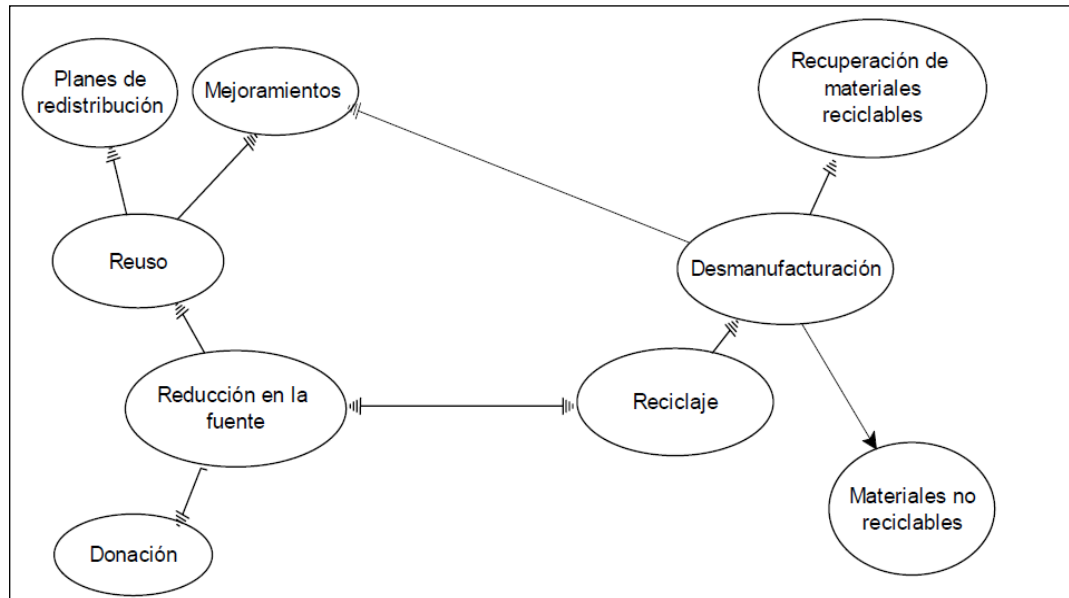 Planes de
redistribución
Mejoramientos
Recuperación de
materiales
reciclables
Reuso
Desmanufacturación
Reducción en la
fuente
Reciclaje
Materiales no
reciclables
Donación